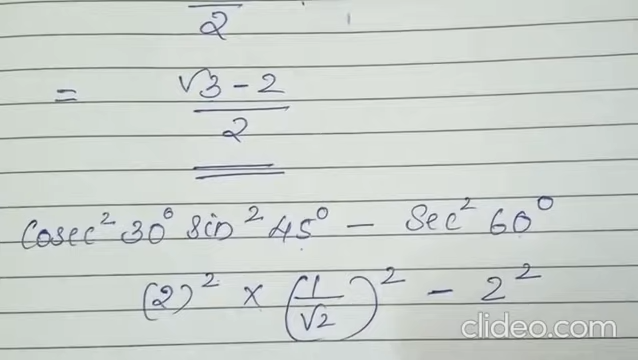 2
= √3 - 2
2
Cosec² 30° sin² 45° - Sec² 60°
(2)² × (1/√2)² - 2²
clideo.com